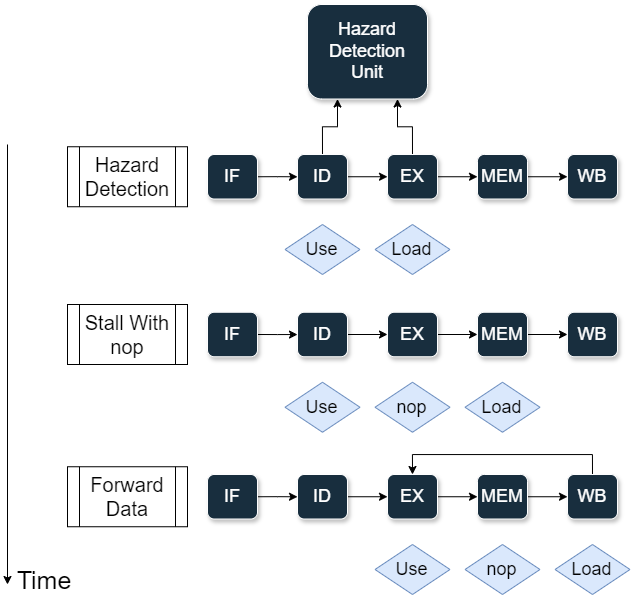 Hazard
Detection
Unit
Hazard
Detection
IF
ID
EX
MEM
WB
Use
Load
Stall With
nop
IF
ID
EX
MEM
WB
Use
nop
Load
Forward
Data
IF
ID
EX
MEM
WB
Use
nop
Load
Time